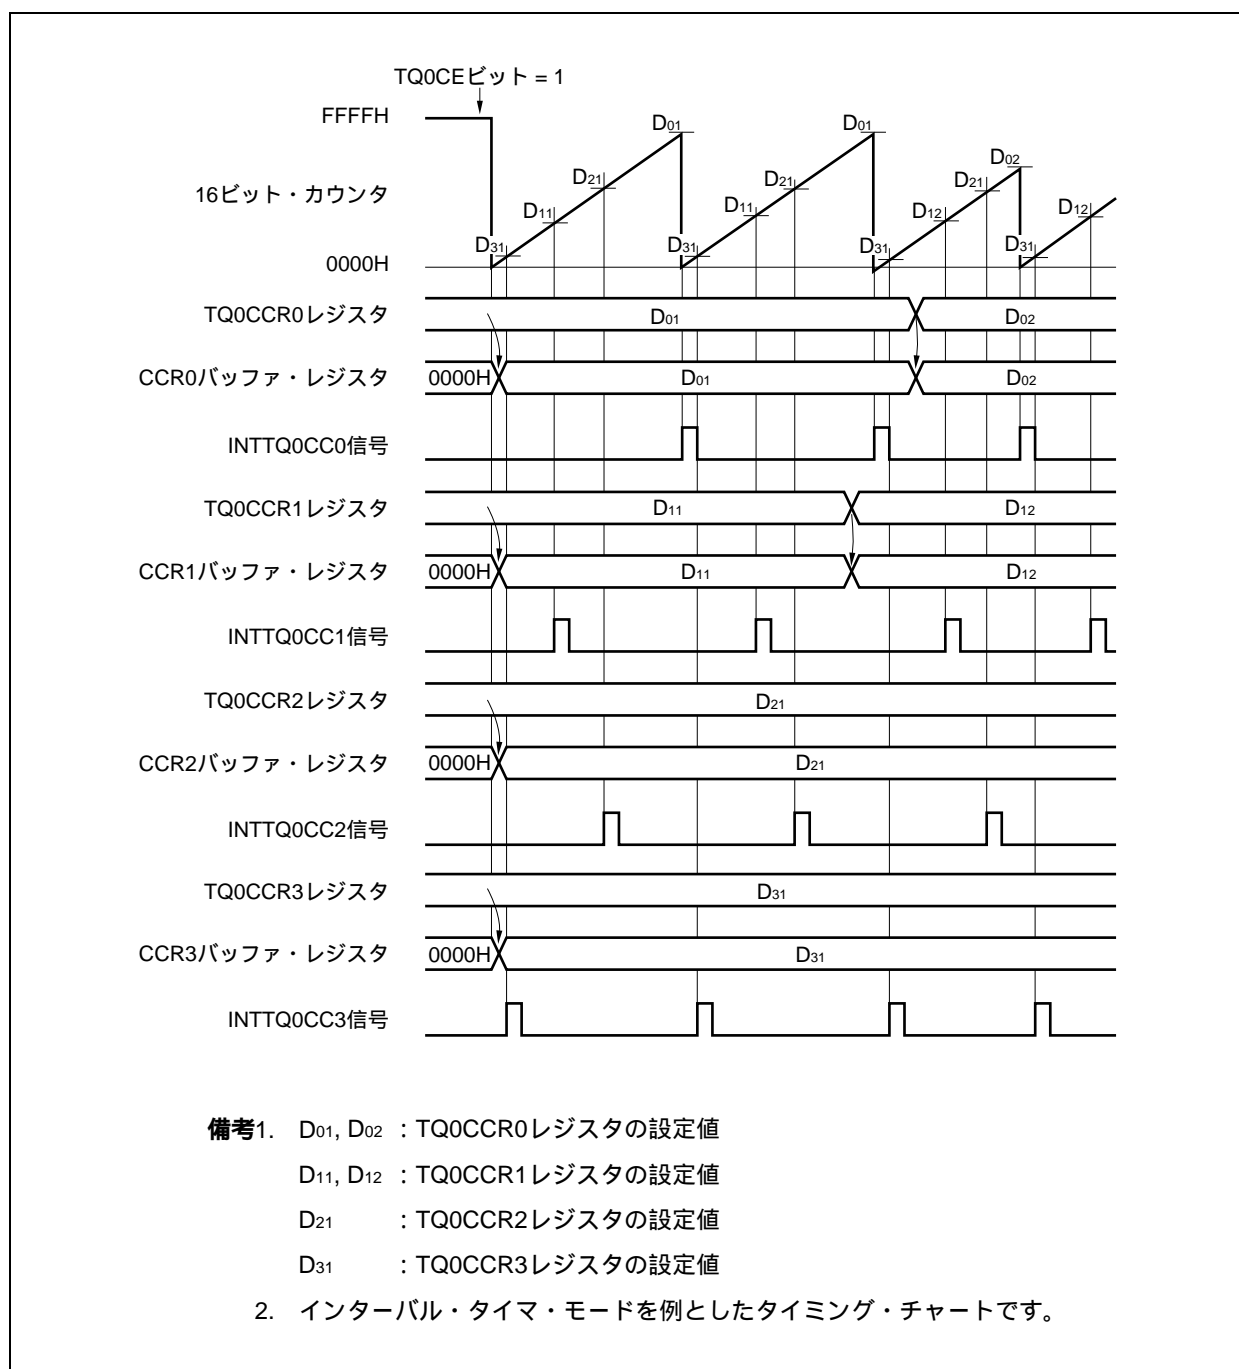 TQ0CEビット = 1
FFFFH
D01 D01
D02
D21 D21 D21
16ビット・カウンタ
D11 D11 D12 D12
D31 D31 D31 D31
0000H
TQ0CCR0レジスタ D01 D02
CCR0バッファ・レジスタ 0000H D01 D02
INTTQ0CC0信号
TQ0CCR1レジスタ D11 D12
CCR1バッファ・レジスタ 0000H D11 D12
INTTQ0CC1信号
TQ0CCR2レジスタ D21
CCR2バッファ・レジスタ 0000H D21
INTTQ0CC2信号
TQ0CCR3レジスタ D31
CCR3バッファ・レジスタ 0000H D31
INTTQ0CC3信号
備考1. D01, D02 : TQ0CCR0レジスタの設定値
D11, D12 : TQ0CCR1レジスタの設定値
D21 : TQ0CCR2レジスタの設定値
D31 : TQ0CCR3レジスタの設定値
2. インターバル・タイマ・モードを例としたタイミング・チャートです。